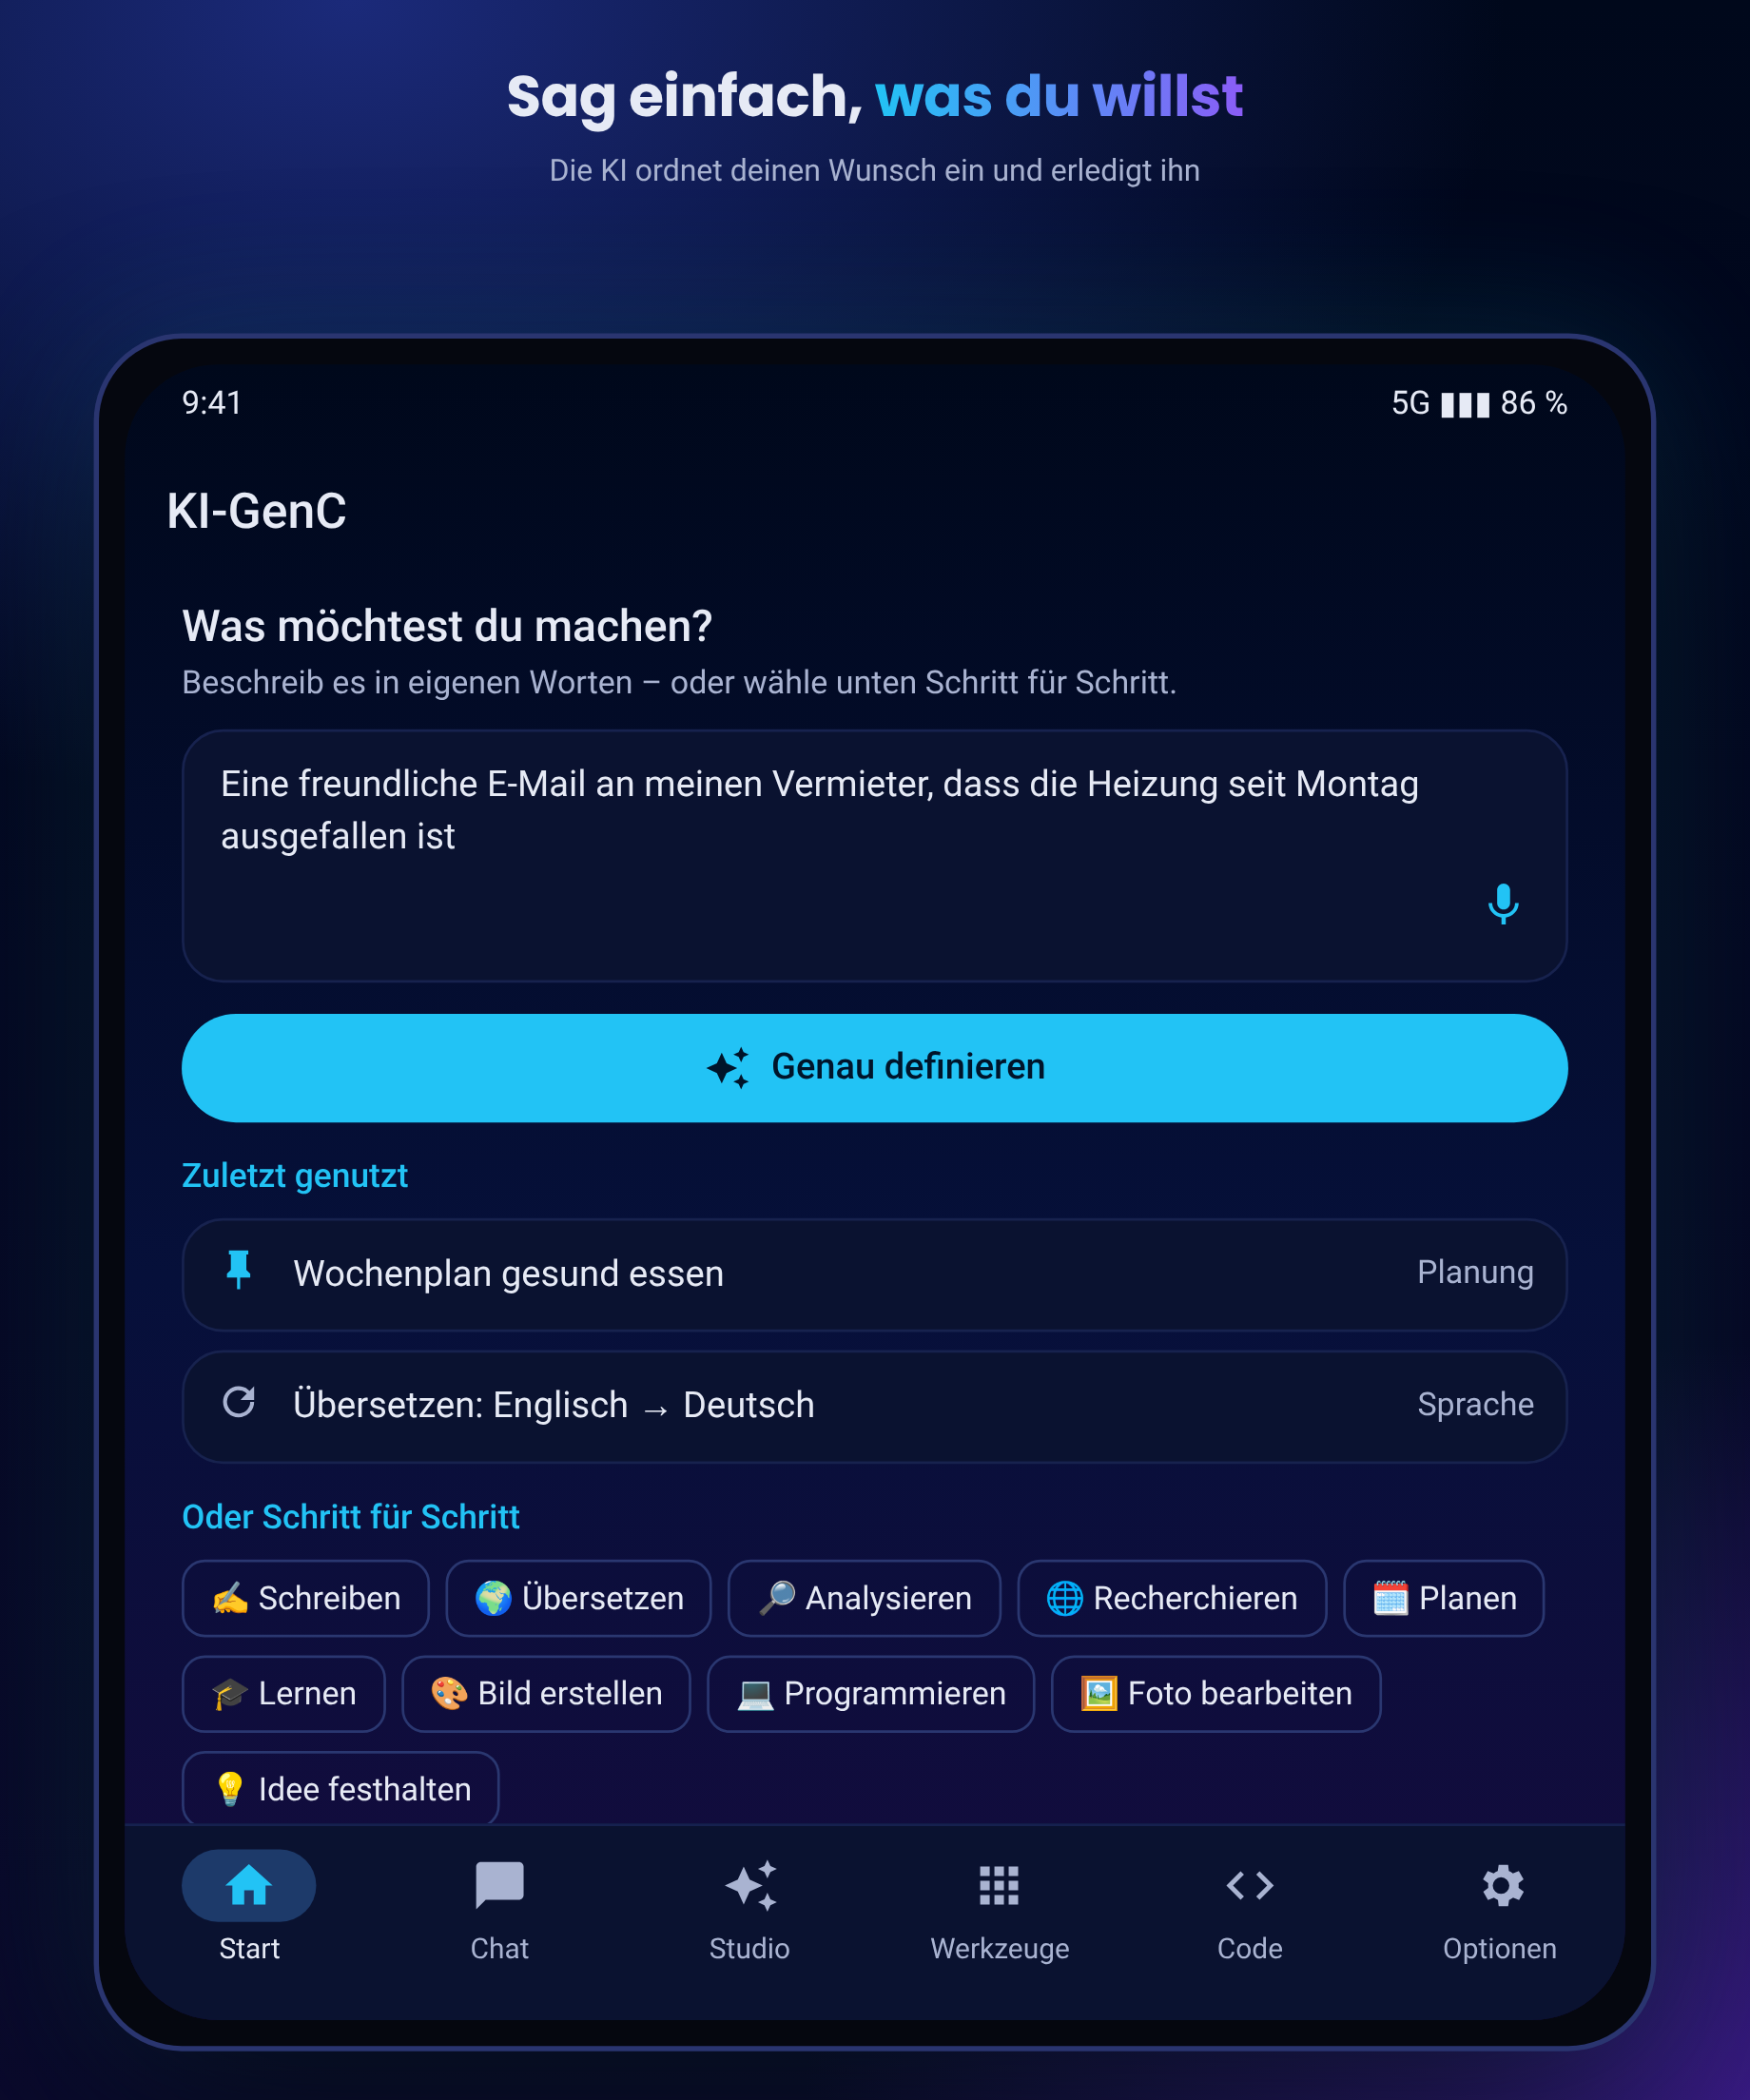 Sag einfach, was du willst
Die KI ordnet deinen Wunsch ein und erledigt ihn
9:41
5G ▮▮▮ 86 %
KI-GenC
Was möchtest du machen?
Beschreib es in eigenen Worten – oder wähle unten Schritt für Schritt.
Eine freundliche E-Mail an meinen Vermieter, dass die Heizung seit Montag
ausgefallen ist
Genau definieren
Zuletzt genutzt
Wochenplan gesund essen
Planung
Übersetzen: Englisch → Deutsch
Sprache
Oder Schritt für Schritt
✍️ Schreiben
🌍 Übersetzen
🔎 Analysieren
🌐 Recherchieren
🗓️ Planen
🎓 Lernen
🎨 Bild erstellen
💻 Programmieren
🖼️ Foto bearbeiten
💡 Idee festhalten
Start
Chat
Studio
Werkzeuge
Code
Optionen